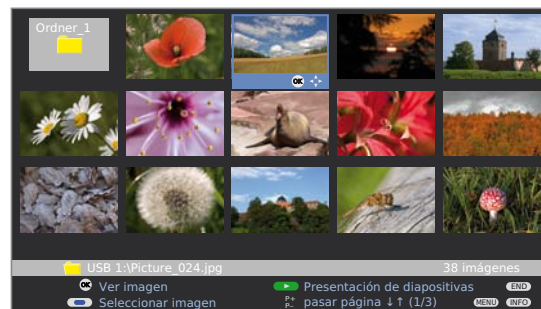 Ordner_1
OK
USB 1:\Picture_024.jpg 38 imágenes
OK Ver imagen Presentación de diapositivas END
Seleccionar imagen P+ P- pasar página ↓↑ (1/3) MENU INFO